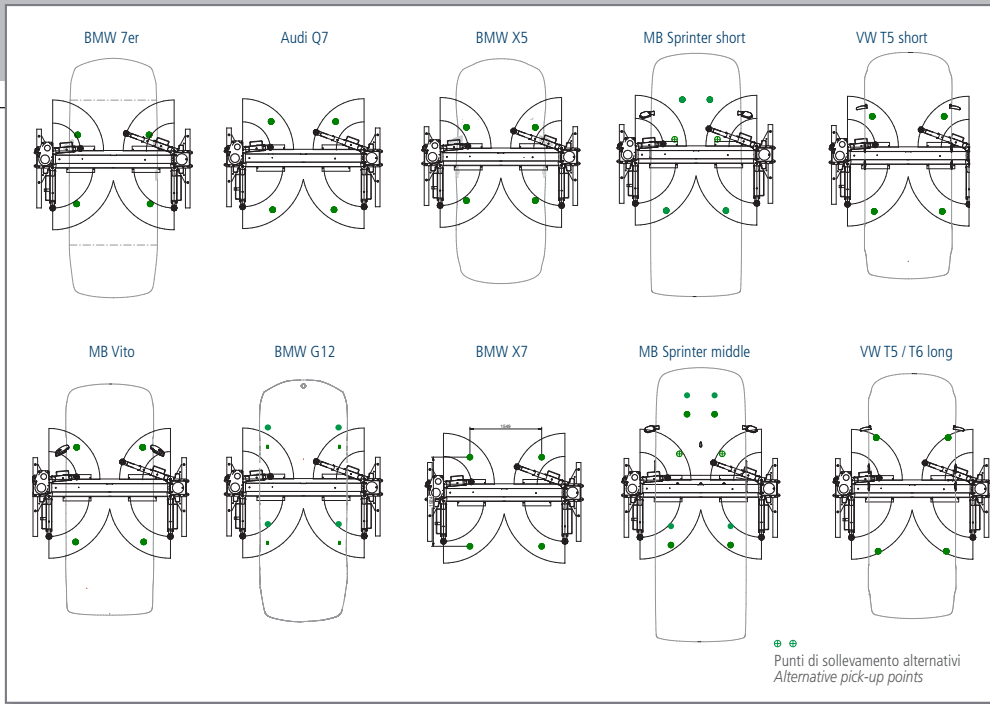 BMW 7er
Audi Q7
BMW X5
MB Sprinter short
VW T5 short
MB Vito
BMW G12
BMW X7
MB Sprinter middle
VW T5 / T6 long
Punti di sollevamento alternativi
Alternative pick-up points